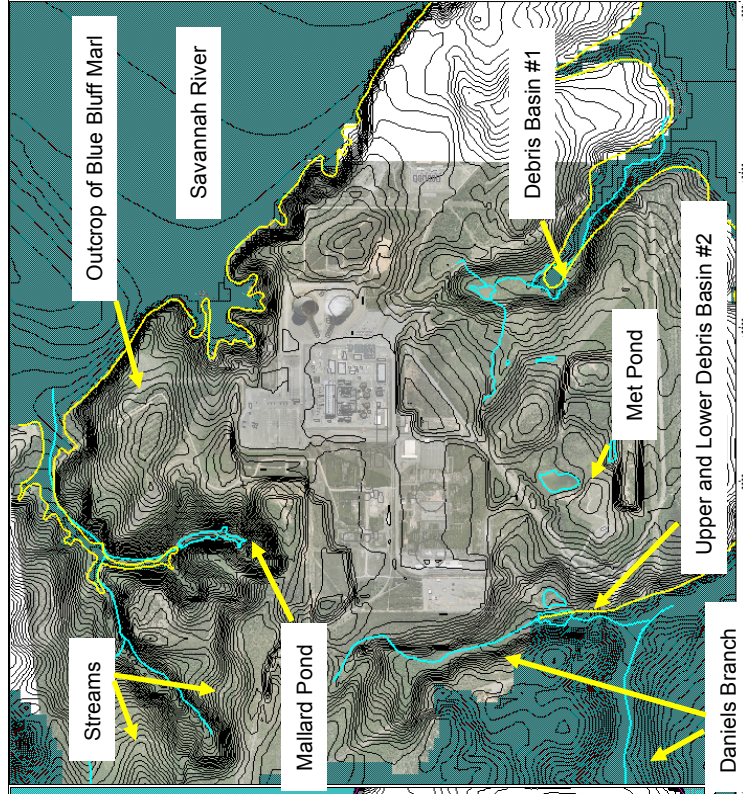 Outcrop of Blue Bluff Marl
Savannah River
Debris Basin #1
Upper and Lower Debris Basin #2
Met Pond
Streams
Mallard Pond
Daniels Branch